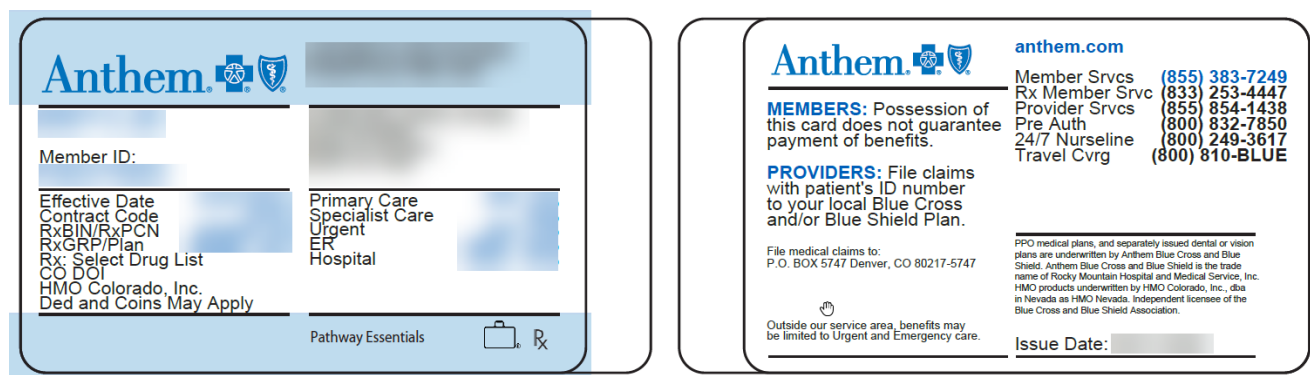 Anthem.
Member ID:
Effective Date
Contract Code
RxBIN/RxPCN
RxGRP/Plan
Rx: Select Drug List
CO DOI
HMO Colorado, Inc.
Ded and Coins May Apply
Primary Care
Specialist Care
Urgent
ER
Hospital
Pathway Essentials
Rx
Anthem.
MEMBERS: Possession of
this card does not guarantee
payment of benefits.
PROVIDERS: File claims
with patient's ID number
to your local Blue Cross
and/or Blue Shield Plan.
File medical claims to:
P.O. BOX 5747 Denver, CO 80217-5747
Outside our service area, benefits may
be limited to Urgent and Emergency care.
anthem.com
Member Srvcs (855) 383-7249
Rx Member Srvc (833) 253-4447
Provider Srvcs (855) 854-1438
Pre Auth (800) 832-7850
24/7 Nurseline (800) 249-3617
Travel Cvrg (800) 810-BLUE
PPO medical plans, and separately issued dental or vision
plans are underwritten by Anthem Blue Cross and Blue
Shield. Anthem Blue Cross and Blue Shield is the trade
name of Rocky Mountain Hospital and Medical Service, Inc.
HMO products underwritten by HMO Colorado, Inc., dba
in Nevada as HMO Nevada. Independent licensee of the
Blue Cross and Blue Shield Association.
Issue Date: